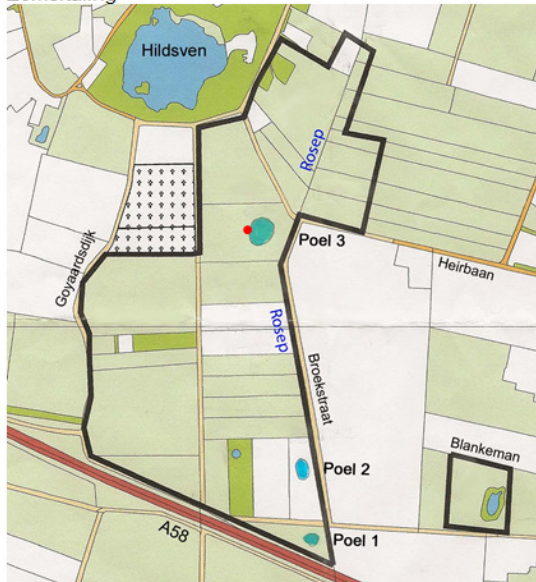 Hildsven
Rosep
Goyaardsdijk
Poel 3
Heirbaan
Rosep
Broekstraat
Blankeman
Poel 2
A58
Poel 1